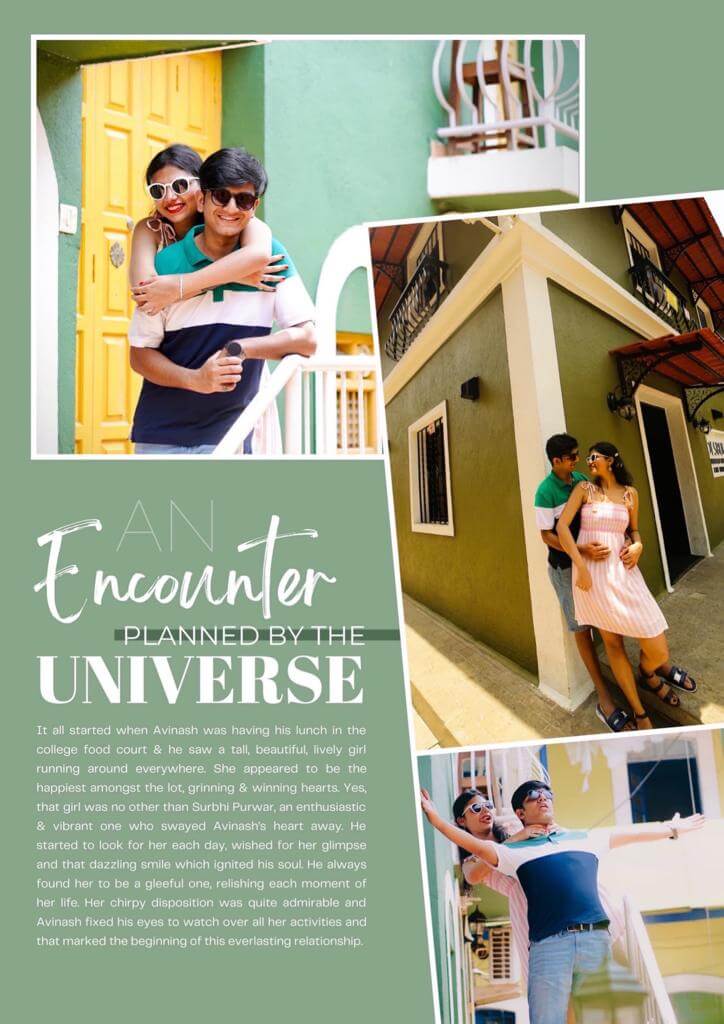 AN
Encounter
PLANNED BY THE
UNIVERSE
It all started when Avinash was having his lunch in the
college food court & he saw a tall, beautiful, lively girl
running around everywhere. She appeared to be the
happiest amongst the lot, grinning & winning hearts. Yes,
that girl was no other than Surbhi Purwar, an enthusiastic
& vibrant one who swayed Avinash's heart away. He
started to look for her each day, wished for her glimpse
and that dazzling smile which ignited his soul. He always
found her to be a gleeful one, relishing each moment of
her life. Her chirpy disposition was quite admirable and
Avinash fixed his eyes to watch over all her activities and
that marked the beginning of this everlasting relationship.